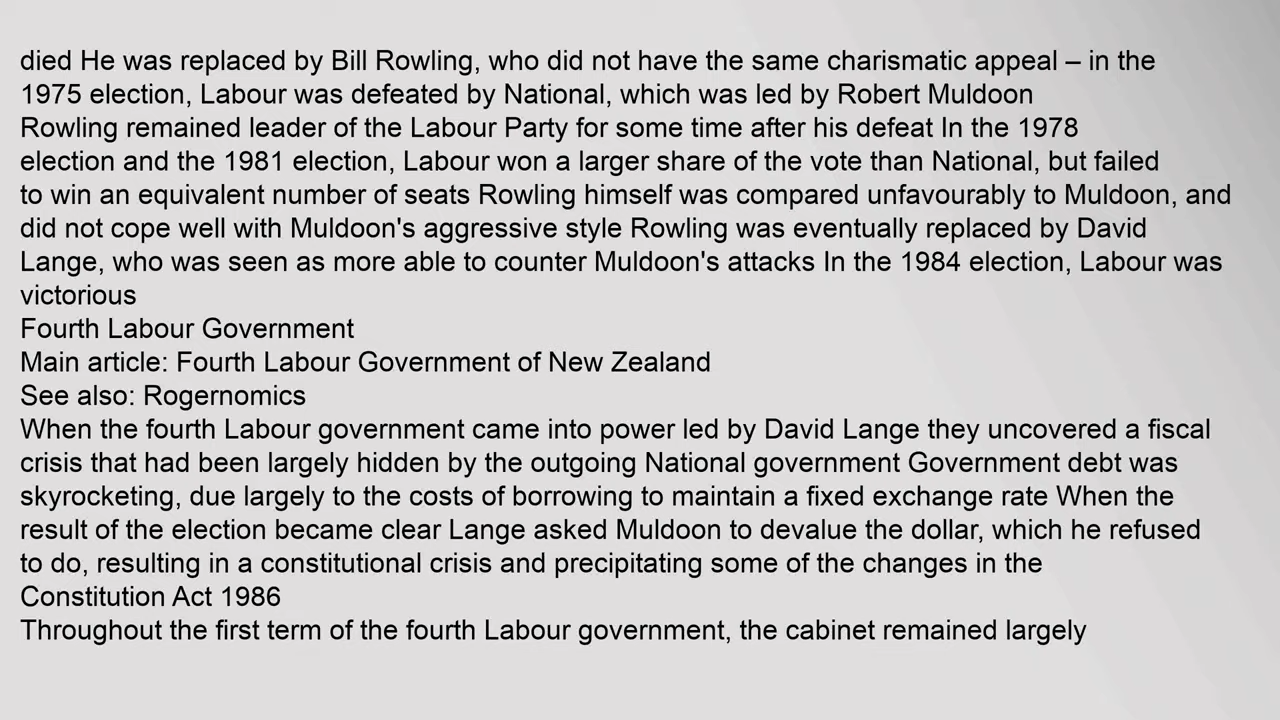 died He was replaced by Bill Rowling, who did not have the same charismatic appeal – in the
1975 election, Labour was defeated by National, which was led by Robert Muldoon
Rowling remained leader of the Labour Party for some time after his defeat In the 1978
election and the 1981 election, Labour won a larger share of the vote than National, but failed
to win an equivalent number of seats Rowling himself was compared unfavourably to Muldoon, and
did not cope well with Muldoon's aggressive style Rowling was eventually replaced by David
Lange, who was seen as more able to counter Muldoon's attacks In the 1984 election, Labour was
victorious
Fourth Labour Government
Main article: Fourth Labour Government of New Zealand
See also: Rogernomics
When the fourth Labour government came into power led by David Lange they uncovered a fiscal
crisis that had been largely hidden by the outgoing National government Government debt was
skyrocketing, due largely to the costs of borrowing to maintain a fixed exchange rate When the
result of the election became clear Lange asked Muldoon to devalue the dollar, which he refused
to do, resulting in a constitutional crisis and precipitating some of the changes in the
Constitution Act 1986
Throughout the first term of the fourth Labour government, the cabinet remained largely